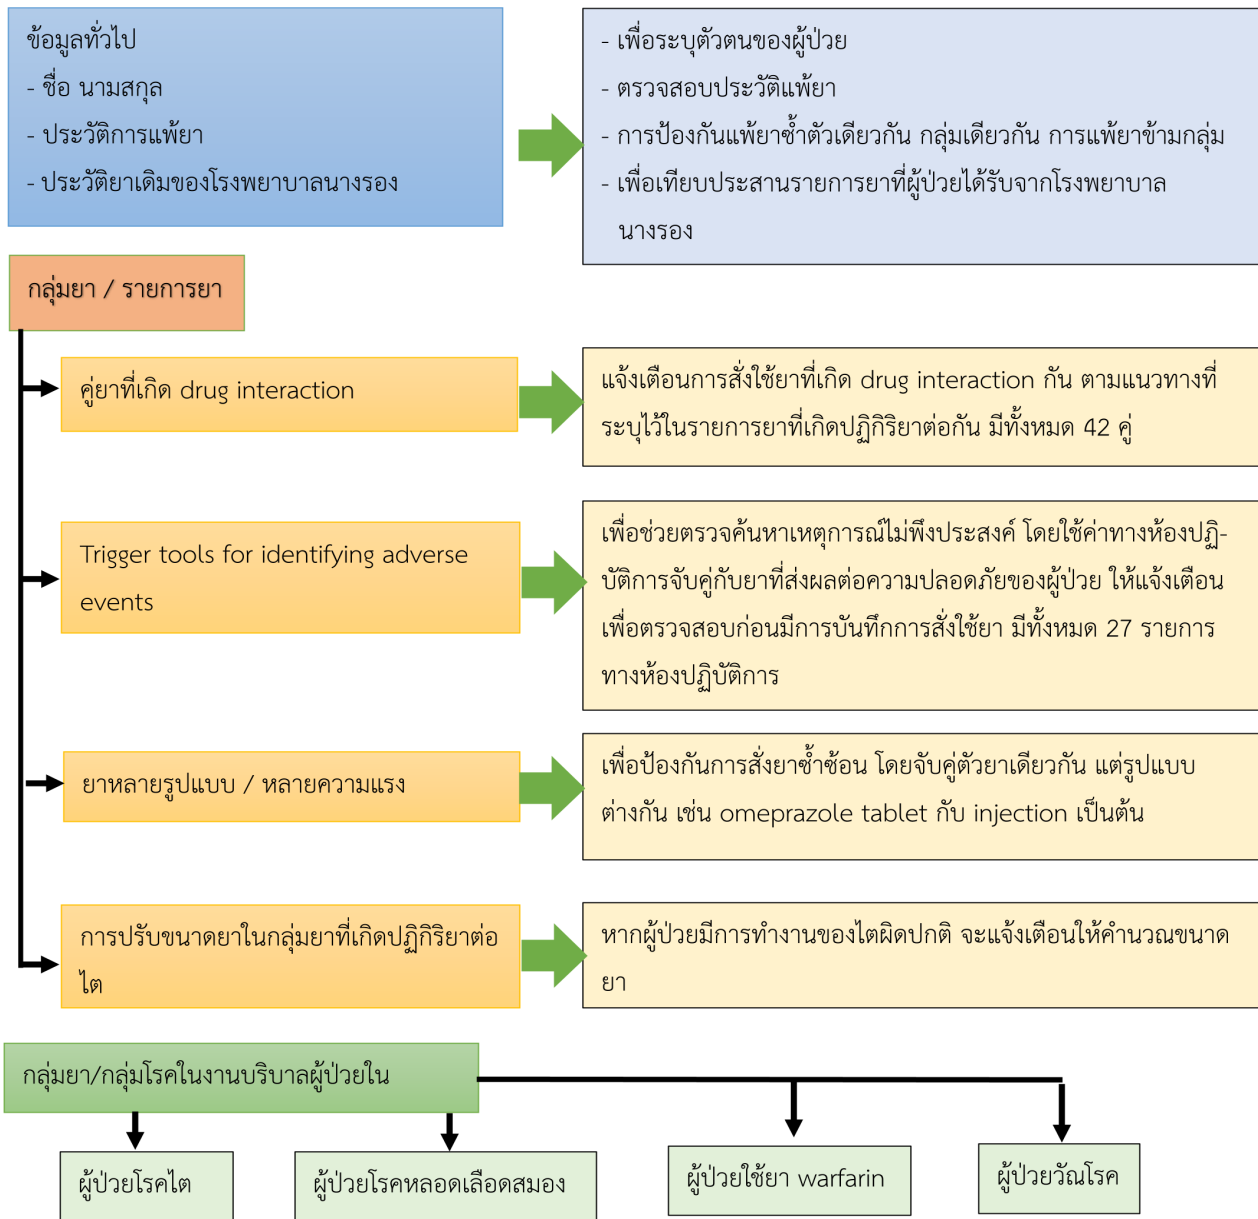 ข้อมูลทั่วไป
- ชื่อ นามสกุล
- ประวัติการแพ้ยา
- ประวัติยาเดิมของโรงพยาบาลนางรอง
- เพื่อระบุตัวตนของผู้ป่วย
- ตรวจสอบประวัติแพ้ยา
- การป้องกันแพ้ยาซ้ำตัวเดียวกัน กลุ่มเดียวกัน การแพ้ยาข้ามกลุ่ม
- เพื่อเทียบประสานรายการยาที่ผู้ป่วยได้รับจากโรงพยาบาล
นางรอง
กลุ่มยา / รายการยา
คู่ยาที่เกิด drug interaction
แจ้งเตือนการสั่งใช้ยาที่เกิด drug interaction กัน ตามแนวทางที่
ระบุไว้ในรายการยาที่เกิดปฏิกิริยาต่อกัน มีทั้งหมด 42 คู่
Trigger tools for identifying adverse
events
เพื่อช่วยตรวจค้นหาเหตุการณ์ไม่พึงประสงค์ โดยใช้ค่าทางห้องปฏิ-
บัติการจับคู่กับยาที่ส่งผลต่อความปลอดภัยของผู้ป่วย ให้แจ้งเตือน
เพื่อตรวจสอบก่อนมีการบันทึกการสั่งใช้ยา มีทั้งหมด 27 รายการ
ทางห้องปฏิบัติการ
ยาหลายรูปแบบ / หลายความแรง
เพื่อป้องกันการสั่งยาซ้ำซ้อน โดยจับคู่ตัวยาเดียวกัน แต่รูปแบบ
ต่างกัน เช่น omeprazole tablet กับ injection เป็นต้น
การปรับขนาดยาในกลุ่มยาที่เกิดปฏิกิริยาต่อ
ไต
หากผู้ป่วยมีการทำงานของไตผิดปกติ จะแจ้งเตือนให้คำนวณขนาด
ยา
กลุ่มยา/กลุ่มโรคในงานบริบาลผู้ป่วยใน
ผู้ป่วยโรคไต
ผู้ป่วยโรคหลอดเลือดสมอง
ผู้ป่วยใช้ยา warfarin
ผู้ป่วยวัณโรค